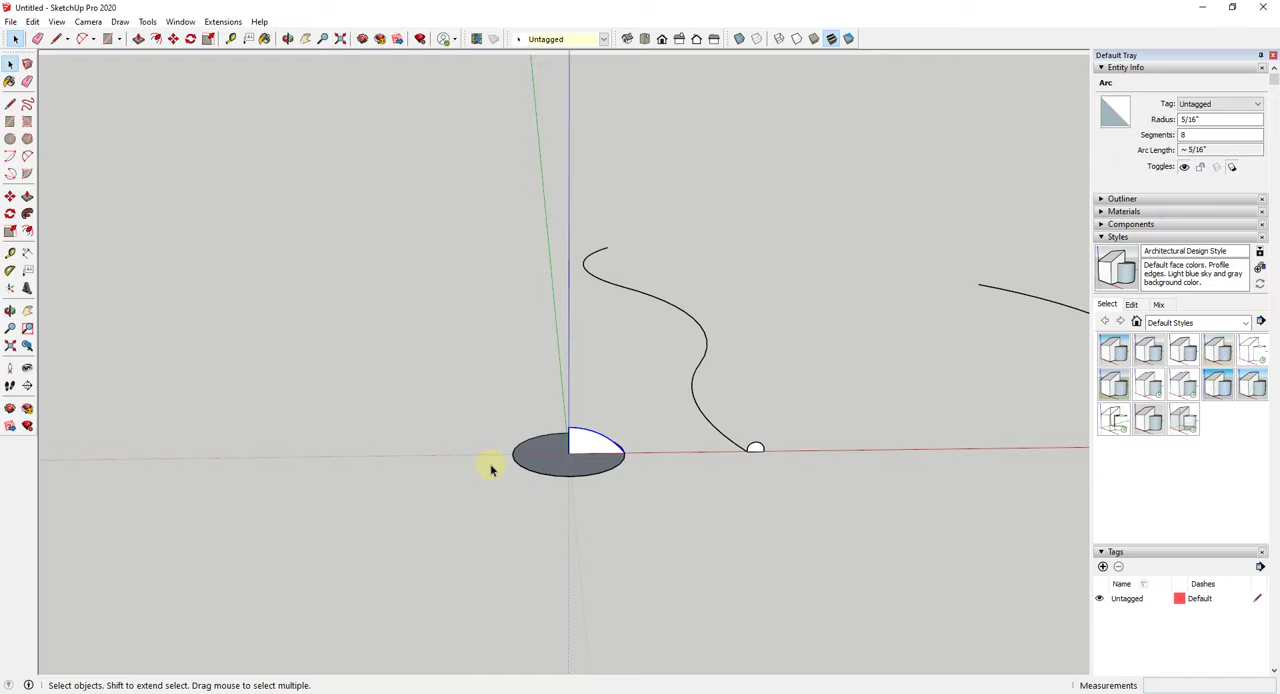 Untitled - SketchUp Pro 2020
File Edit View Camera Draw Tools Window Extensions Help
Untagged
Default Tray
Entity Info
Arc
Tag: Untagged
Radius: 5/16"
Segments: 8
Arc Length: ~ 5/16"
Toggles:
Outliner
Materials
Components
Styles
Architectural Design Style
Default face colors. Profile
edges. Light blue sky and gray
background color.
Select Edit Mix
Default Styles
Tags
Name Dashes
Untagged Default
Select objects. Shift to extend select. Drag mouse to select multiple.
Measurements